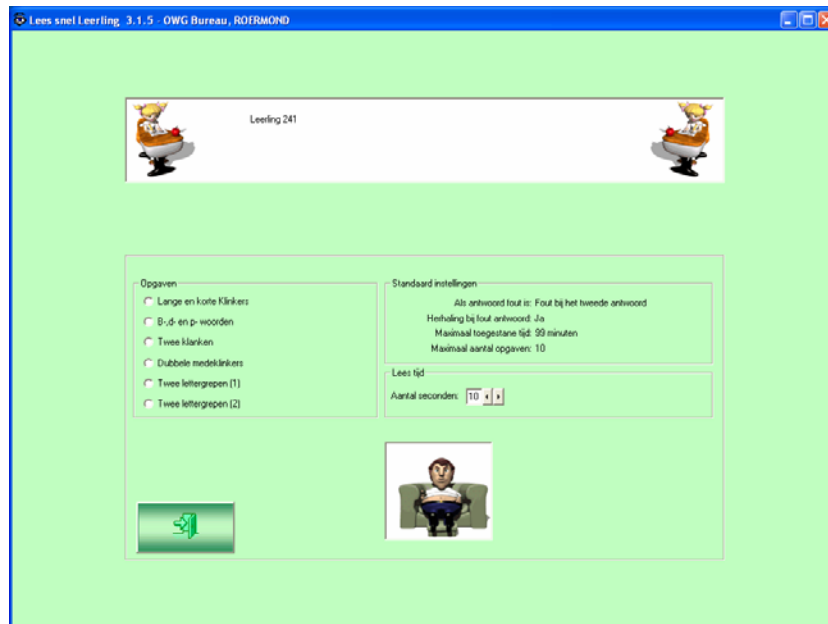 Lees snel Leerling 3.1.5 - OWG Bureau, ROERMOND
Leerling 241
Opgaven
Lange en korte Klinkers
B-,d- en p- woorden
Twee klanken
Dubbele medeklinkers
Twee lettergrepen (1)
Twee lettergrepen (2)
Standaard instellingen
Als antwoord fout is: Fout bij het tweede antwoord
Herhaling bij fout antwoord: Ja
Maximaal toegestane tijd: 99 minuten
Maximaal aantal opgaven: 10
Lees tijd
Aantal seconden: 10